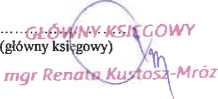 GŁÓWNY KSIĘGOWY
(główny księgowy)
mgr Renata Kustosz-Mróz